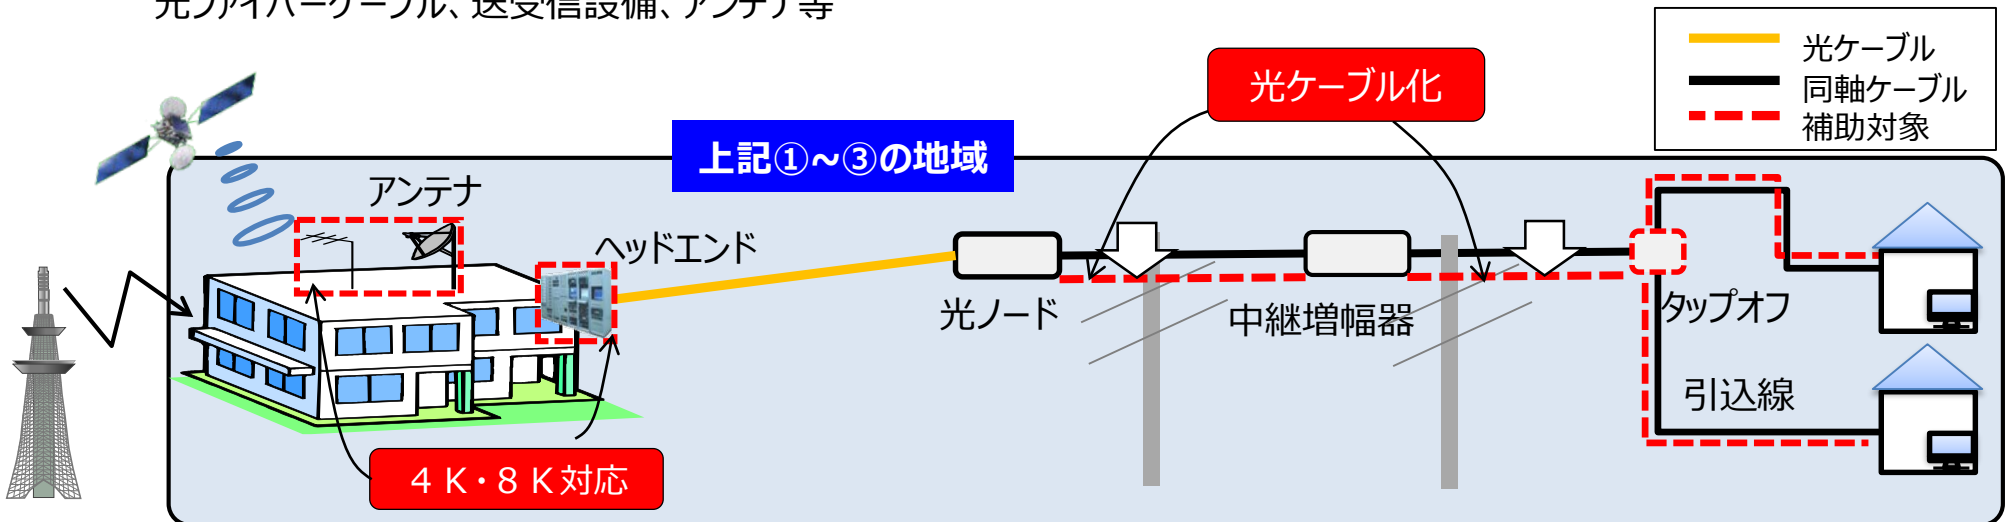 光ファイバーケーブル、送受信設備、アンテナ等
光ケーブル
同軸ケーブル
補助対象
光ケーブル化
上記①~③の地域
アンテナ
ヘッドエンド
光ノード
中継増幅器
タップオフ
引込線
４Ｋ・８Ｋ対応